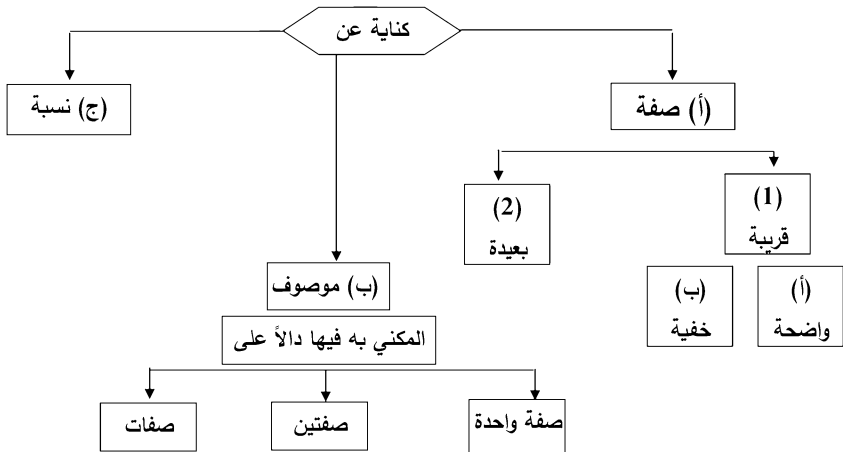 كناية عن
(أ) صفة
(ج) نسبة
(1)
قريبة
(2)
بعيدة
(أ)
واضحة
(ب)
خفية
(ب) موصوف
المكني به فيها دالاً على
صفة واحدة
صفتين
صفات